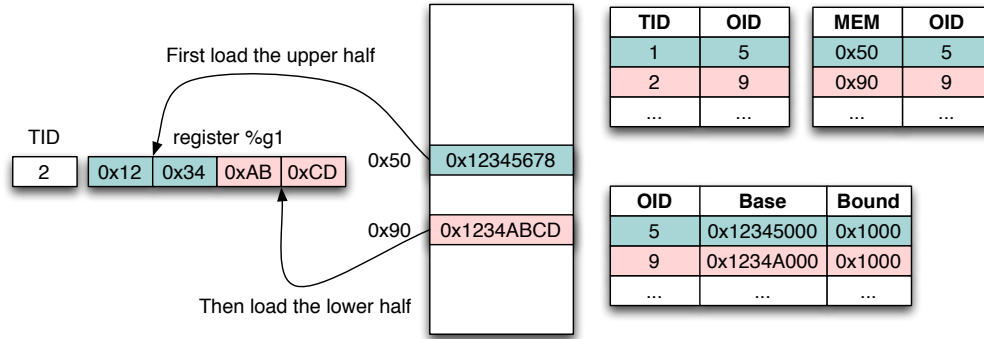 First load the upper half
TID
register %g1
2
0x12 0x34 0xAB 0xCD
0x50
0x12345678
0x90
0x1234ABCD
Then load the lower half
TID OID
1 5
2 9
... ...
MEM OID
0x50 5
0x90 9
... ...
OID Base Bound
5 0x12345000 0x1000
9 0x1234A000 0x1000
... ... ...